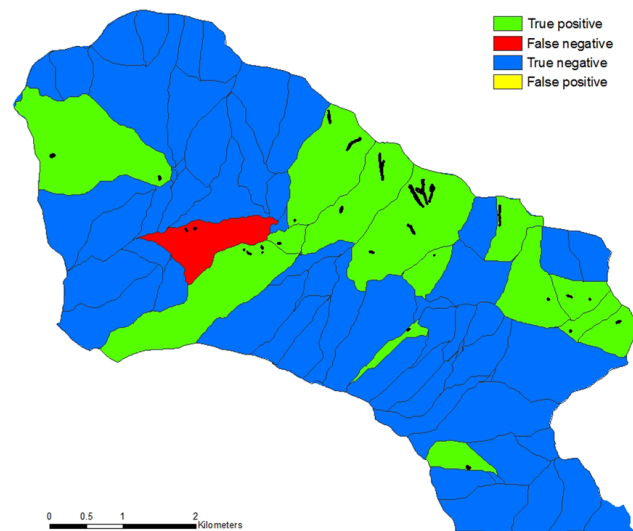 True positive
False negative
True negative
False positive
0 0.5 1 2
Kilometers